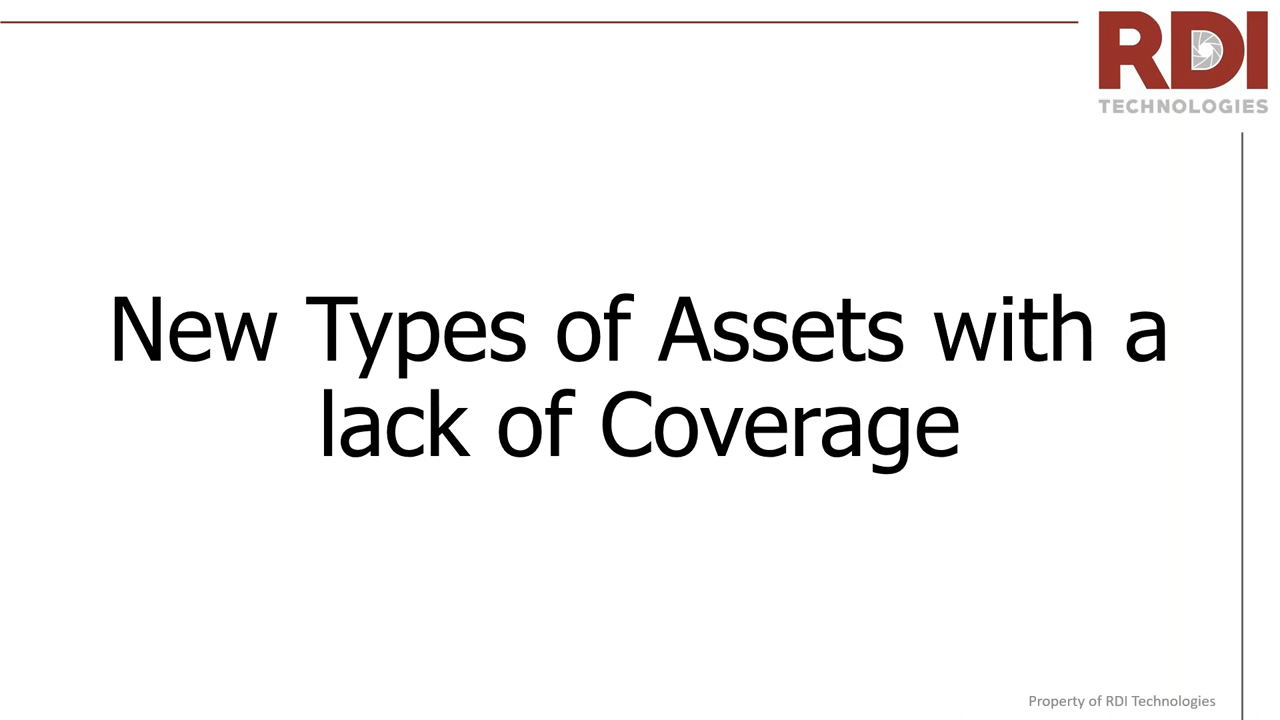 RDI
TECHNOLOGIES
New Types of Assets with a
lack of Coverage
Property of RDI Technologies